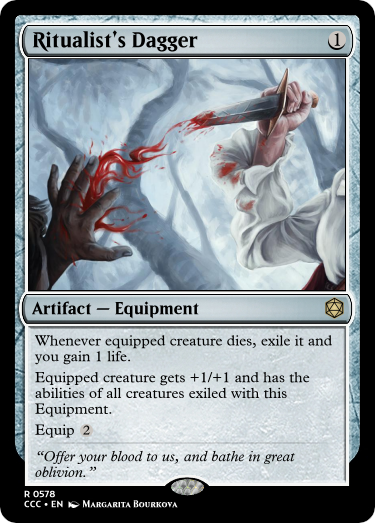 Ritualist's Dagger 1
Artifact — Equipment
Whenever equipped creature dies, exile it and
you gain 1 life.
Equipped creature gets +1/+1 and has the
abilities of all creatures exiled with this
Equipment.
Equip 2
“Offer your blood to us, and bathe in great
oblivion.”
R 0578
CCC • EN Margarita Bourkova